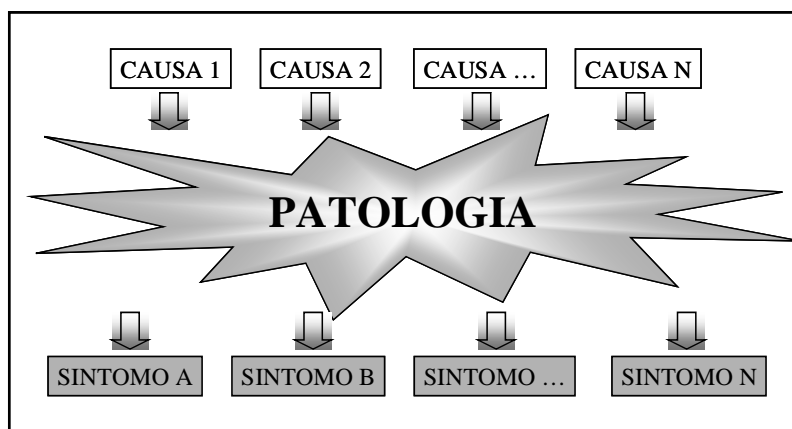 CAUSA 1
CAUSA 2
CAUSA …
CAUSA N
PATOLOGIA
SINTOMO A
SINTOMO B
SINTOMO …
SINTOMO N